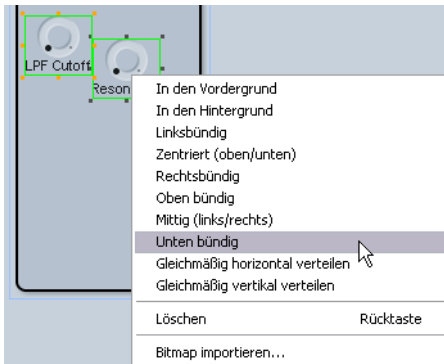 LPF Cutoff
Reson
In den Vordergrund
In den Hintergrund
Linksbündig
Zentriert (oben/unten)
Rechtsbündig
Oben bündig
Mittig (links/rechts)
Unten bündig
Gleichmäßig horizontal verteilen
Gleichmäßig vertikal verteilen
Löschen Rücktaste
Bitmap importieren...